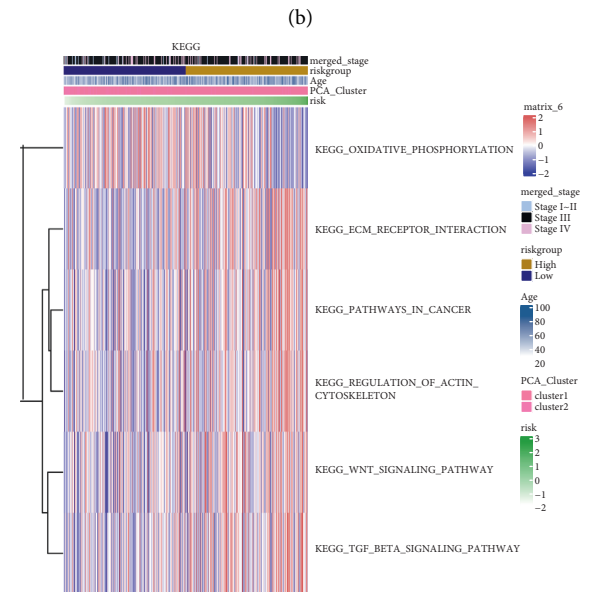 (b)
KEGG
merged_stage
riskgroup
Age
PCA_Cluster
risk
KEGG_OXIDATIVE_PHOSPHORYLATION
KEGG_ECM_RECEPTOR_INTERACTION
KEGG_PATHWAYS_IN_CANCER
KEGG_REGULATION_OF_ACTIN_
CYTOSKELETON
KEGG_WNT_SIGNALING_PATHWAY
KEGG_TGF_BETA_SIGNALING_PATHWAY
matrix_6
2
1
0
−1
−2
merged_stage
Stage I−II
Stage III
Stage IV
riskgroup
High
Low
Age
100
80
60
40
20
PCA_Cluster
cluster1
cluster2
risk
3
2
1
0
−1
−2